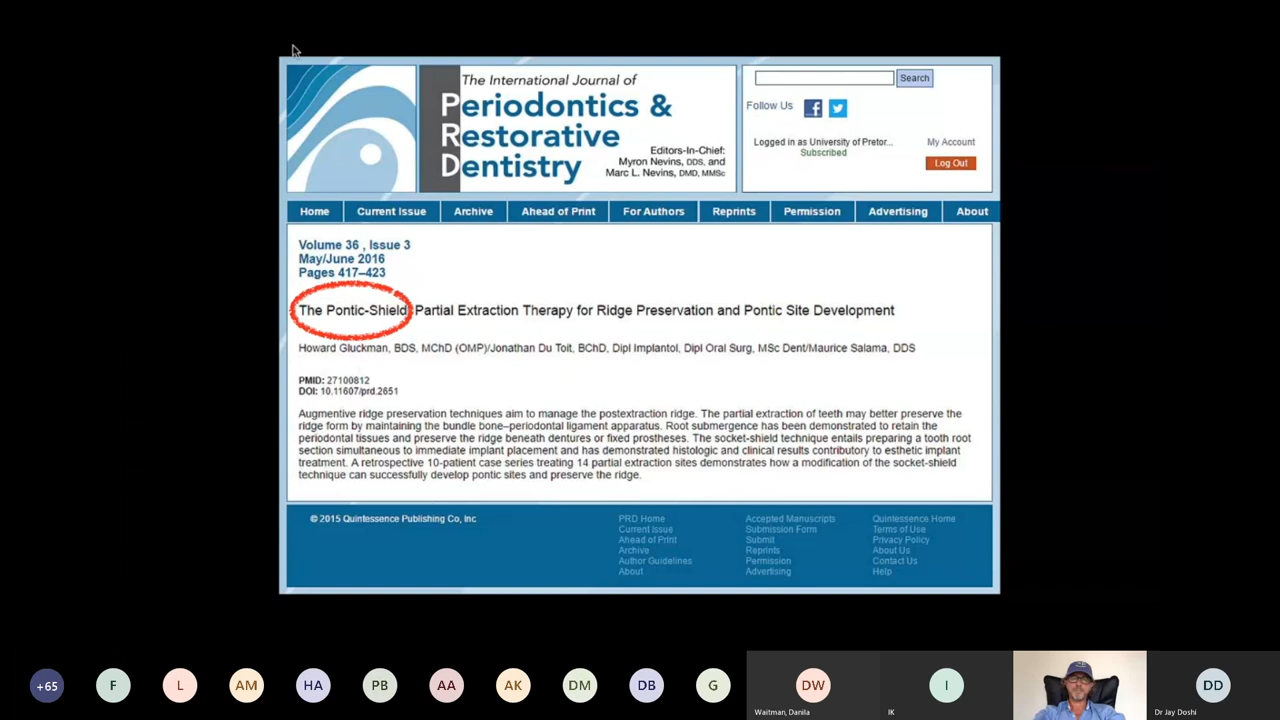 The International Journal of
Periodontics &
Restorative
Dentistry
Editors-In-Chief:
Myron Nevins, DDS, and
Marc L. Nevins, DMD, MMSc
Search
Follow Us
Logged in as University of Pretor...
Subscribed
My Account
Log Out
Home Current Issue Archive Ahead of Print For Authors Reprints Permission Advertising About
Volume 36 , Issue 3
May/June 2016
Pages 417–423
The Pontic-Shield: Partial Extraction Therapy for Ridge Preservation and Pontic Site Development
Howard Gluckman, BDS, MChD (OMP)/Jonathan Du Toit, BChD, Dipl Implantol, Dipl Oral Surg, MSc Dent/Maurice Salama, DDS
PMID: 27100812
DOI: 10.11607/prd.2651
Augmentive ridge preservation techniques aim to manage the postextraction ridge. The partial extraction of teeth may better preserve the
ridge form by maintaining the bundle bone–periodontal ligament apparatus. Root submergence has been demonstrated to retain the
periodontal tissues and preserve the ridge beneath dentures or fixed prostheses. The socket-shield technique entails preparing a tooth root
section simultaneous to immediate implant placement and has demonstrated histologic and clinical results contributory to esthetic implant
treatment. A retrospective 10-patient case series treating 14 partial extraction sites demonstrates how a modification of the socket-shield
technique can successfully develop pontic sites and preserve the ridge.
© 2015 Quintessence Publishing Co, Inc
PRD Home
Current Issue
Ahead of Print
Archive
Author Guidelines
About
Accepted Manuscripts
Submission Form
Submit
Reprints
Permission
Advertising
Quintessence Home
Terms of Use
Privacy Policy
About Us
Contact Us
Help
+65 F L AM HA PB AA AK DM DB G DW I DD
Waitman, Danila
IK
Dr Jay Doshi